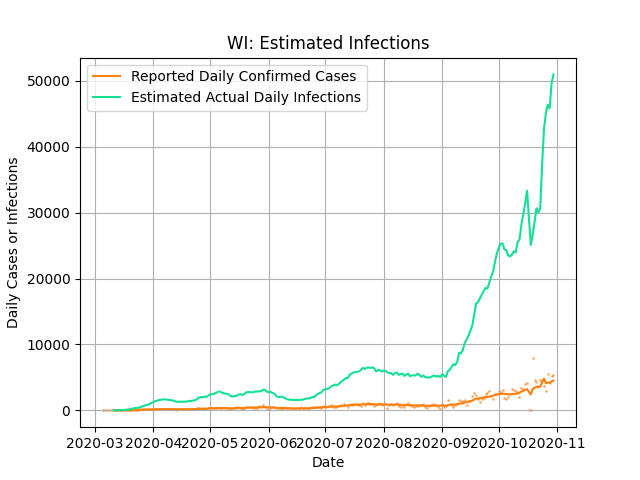 WI: Estimated Infections
Reported Daily Confirmed Cases
Estimated Actual Daily Infections
Daily Cases or Infections
50000
40000
30000
20000
10000
0
2020-03 2020-04 2020-05 2020-06 2020-07 2020-08 2020-09 2020-10 2020-11
Date